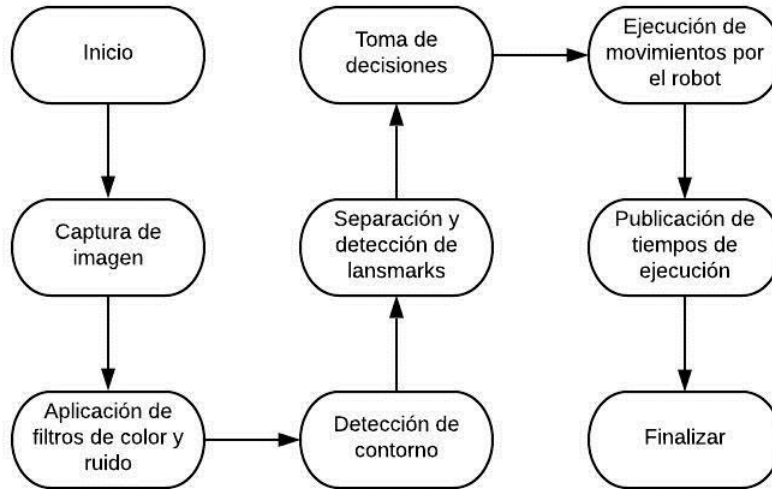 Inicio
Captura de
imagen
Aplicación de
filtros de color y
ruido
Detección de
contorno
Separación y
detección de
lansmarks
Toma de
decisiones
Ejecución de
movimientos por
el robot
Publicación de
tiempos de
ejecución
Finalizar